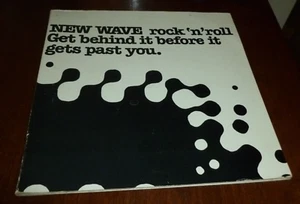 NEW WAVE rock'n'roll
Get behind it before it
gets past you.